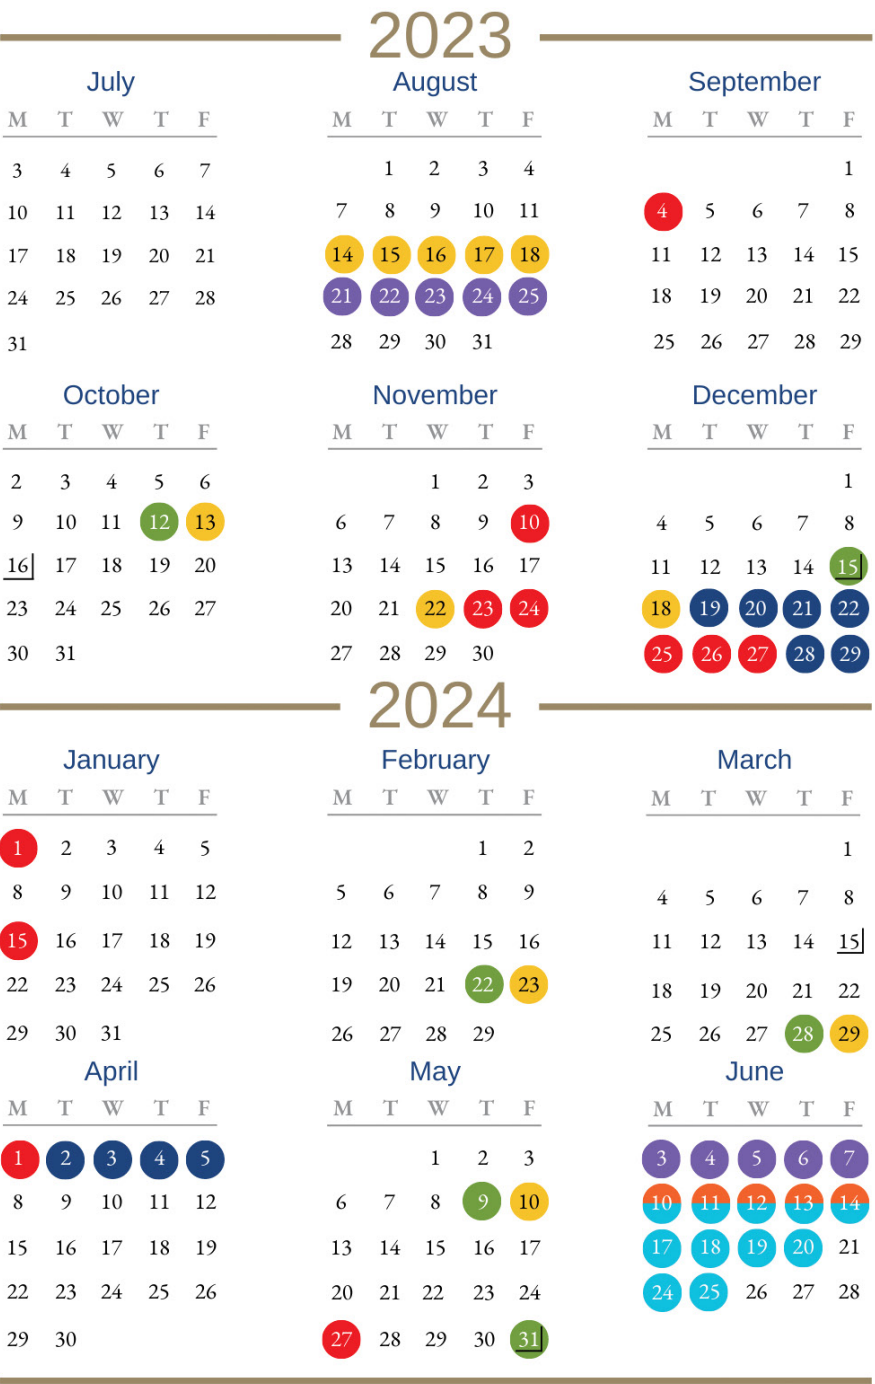 2023
July August September
M T W T F M T W T F M T W T F
3 4 5 6 7 1 2 3 4 1
10 11 12 13 14 7 8 9 10 11 4 5 6 7 8
17 18 19 20 21 14 15 16 17 18 11 12 13 14 15
24 25 26 27 28 21 22 23 24 25 18 19 20 21 22
31 28 29 30 31 25 26 27 28 29
October November December
M T W T F M T W T F M T W T F
2 3 4 5 6 1 2 3 1
9 10 11 12 13 6 7 8 9 10 4 5 6 7 8
16 17 18 19 20 13 14 15 16 17 11 12 13 14 15
23 24 25 26 27 20 21 22 23 24 18 19 20 21 22
30 31 27 28 29 30 25 26 27 28 29
2024
January February March
M T W T F M T W T F M T W T F
1 2 3 4 5 1 2 1
8 9 10 11 12 5 6 7 8 9 4 5 6 7 8
15 16 17 18 19 12 13 14 15 16 11 12 13 14 15
22 23 24 25 26 19 20 21 22 23 18 19 20 21 22
29 30 31 26 27 28 29 25 26 27 28 29
April May June
M T W T F M T W T F M T W T F
1 2 3 4 5 1 2 3 3 4 5 6 7
8 9 10 11 12 6 7 8 9 10 10 11 12 13 14
15 16 17 18 19 13 14 15 16 17 17 18 19 20 21
22 23 24 25 26 20 21 22 23 24 24 25 26 27 28
29 30 27 28 29 30 31